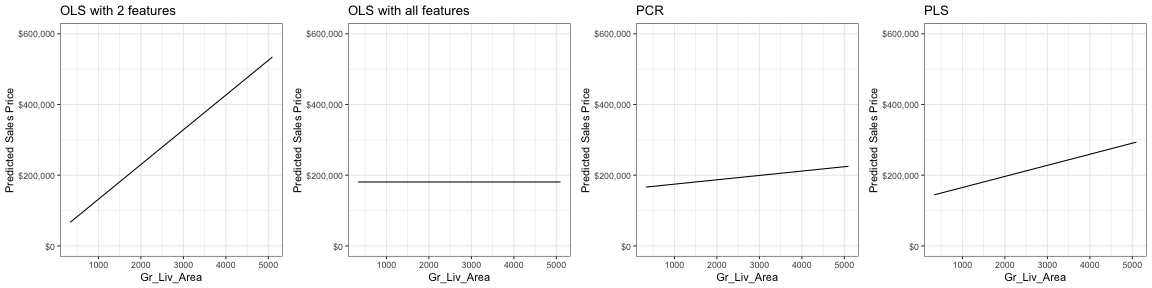 OLS with 2 features
Predicted Sales Price
$600,000
$400,000
$200,000
$0
1000 2000 3000 4000 5000
Gr_Liv_Area
OLS with all features
Predicted Sales Price
$600,000
$400,000
$200,000
$0
1000 2000 3000 4000 5000
Gr_Liv_Area
PCR
Predicted Sales Price
$600,000
$400,000
$200,000
$0
1000 2000 3000 4000 5000
Gr_Liv_Area
PLS
Predicted Sales Price
$600,000
$400,000
$200,000
$0
1000 2000 3000 4000 5000
Gr_Liv_Area